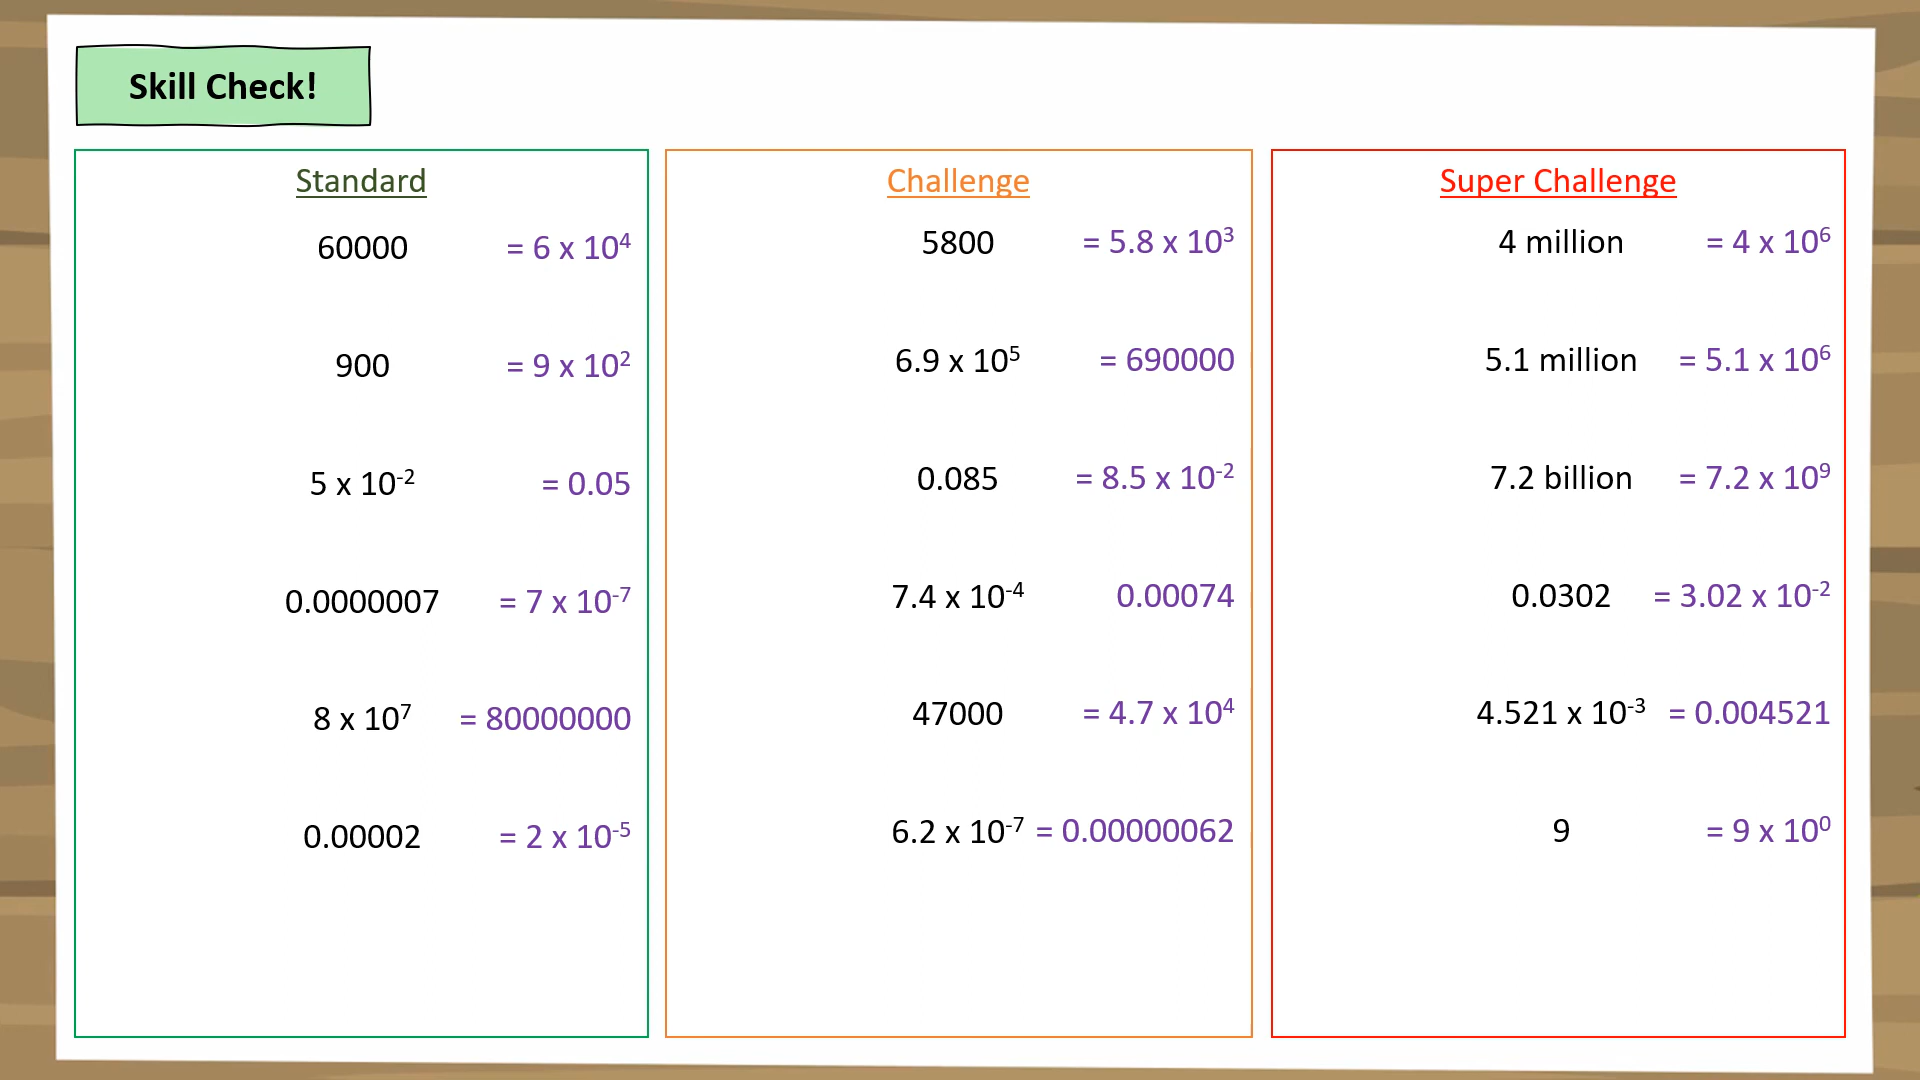 Skill Check!
Standard
60000 = 6 x 10⁴
900 = 9 x 10²
5 x 10⁻² = 0.05
0.0000007 = 7 x 10⁻⁷
8 x 10⁷ = 80000000
0.00002 = 2 x 10⁻⁵
Challenge
5800 = 5.8 x 10³
6.9 x 10⁵ = 690000
0.085 = 8.5 x 10⁻²
7.4 x 10⁻⁴ 0.00074
47000 = 4.7 x 10⁴
6.2 x 10⁻⁷ = 0.00000062
Super Challenge
4 million = 4 x 10⁶
5.1 million = 5.1 x 10⁶
7.2 billion = 7.2 x 10⁹
0.0302 = 3.02 x 10⁻²
4.521 x 10⁻³ = 0.004521
9 = 9 x 10⁰